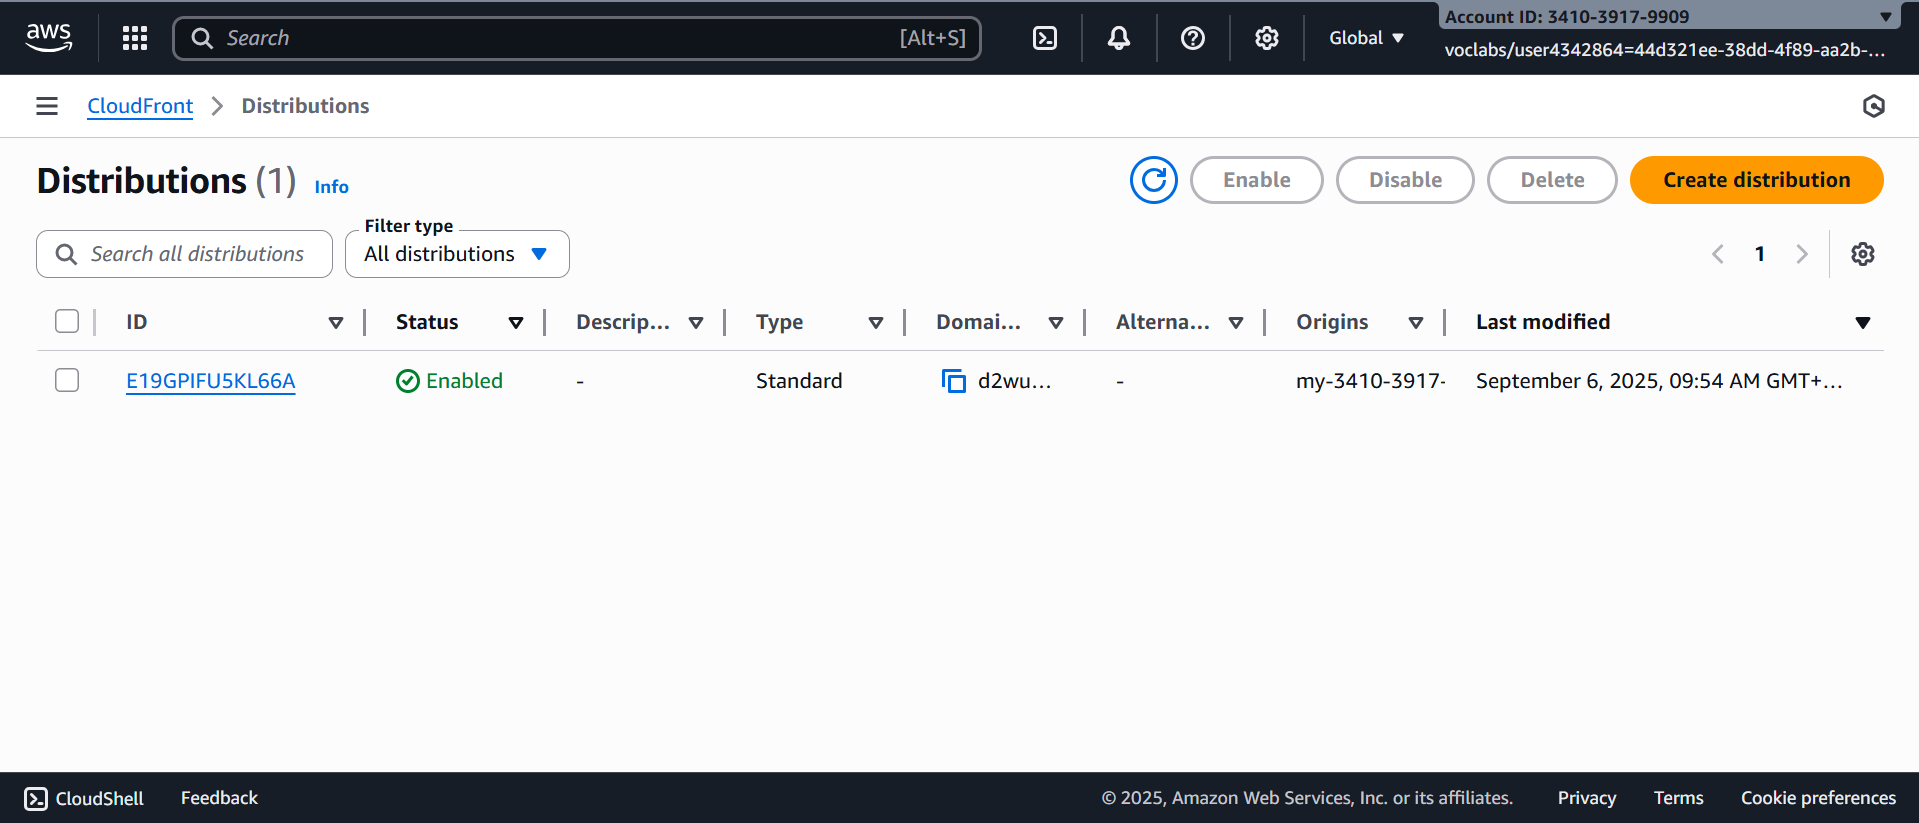 aws
Search [Alt+S]
Global
Account ID: 3410-3917-9909
voclabs/user4342864=44d321ee-38dd-4f89-aa2b-...
CloudFront > Distributions
Distributions (1) Info
Enable Disable Delete Create distribution
Filter type
Search all distributions All distributions
1
ID Status Descrip... Type Domai... Alterna... Origins Last modified
E19GPIFU5KL66A Enabled - Standard d2wu... - my-3410-3917- September 6, 2025, 09:54 AM GMT+...
CloudShell Feedback © 2025, Amazon Web Services, Inc. or its affiliates. Privacy Terms Cookie preferences